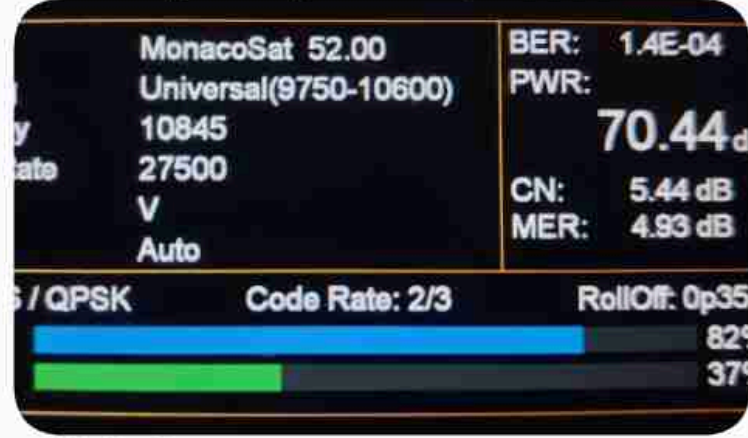 MonacoSat 52.00
Universal(9750-10600)
y 10845
ate 27500
V
Auto
BER: 1.4E-04
PWR:
70.44 d
CN: 5.44 dB
MER: 4.93 dB
S / QPSK Code Rate: 2/3 RollOff: 0p35
82%
37%